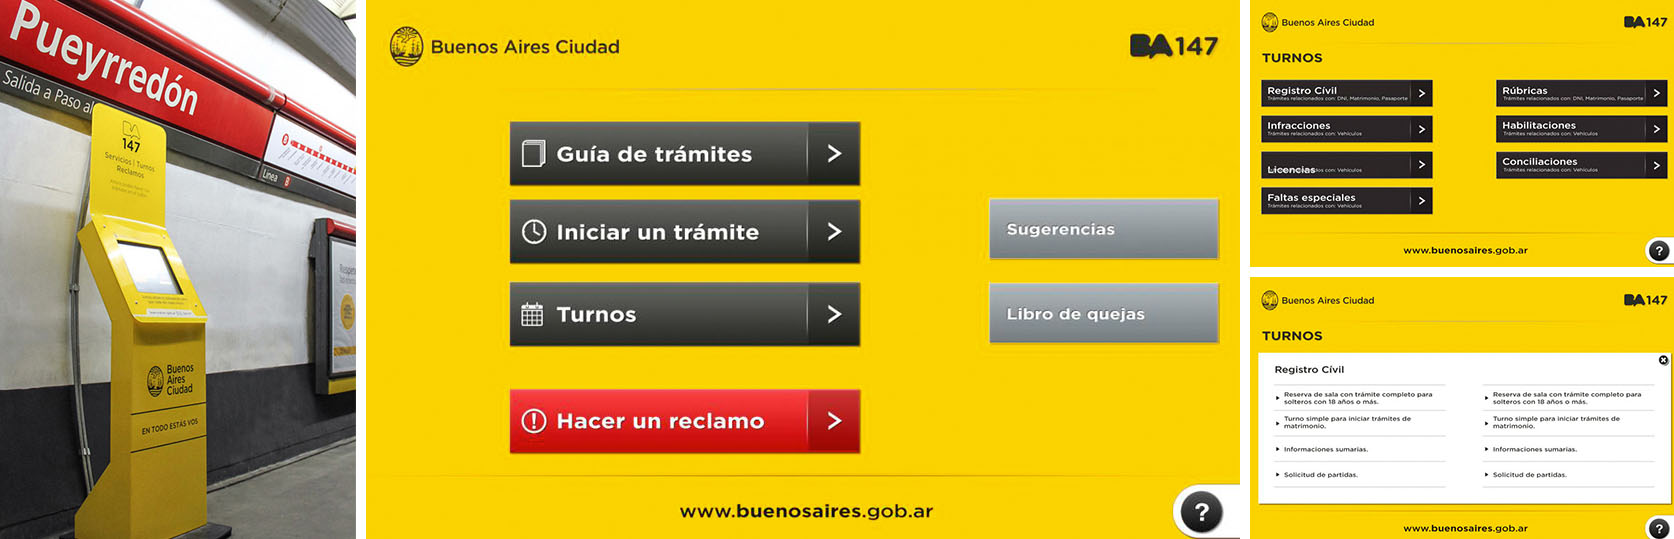 Pueyrredón
Salida a Paso al
Línea B
BA
147
Servicios | Turnos
Reclamos
Buenos
Aires
Ciudad
EN TODO ESTÁS VOS
Buenos Aires Ciudad
BA147
Guía de trámites
Iniciar un trámite
Turnos
Hacer un reclamo
Sugerencias
Libro de quejas
www.buenosaires.gob.ar
?
Buenos Aires Ciudad
BA147
TURNOS
Registro Cívil
Trámites relacionados con: DNI, Matrimonio, Pasaporte
Infracciones
Trámites relacionados con: Vehículos
Licencias
dos con: Vehículos
Faltas especiales
Trámites relacionados con: Vehículos
Rúbricas
Trámites relacionados con: DNI, Matrimonio, Pasaporte
Habilitaciones
Trámites relacionados con: Vehículos
Conciliaciones
Trámites relacionados con: Vehículos
www.buenosaires.gob.ar
?
Buenos Aires Ciudad
BA147
TURNOS
Registro Cívil
Reserva de sala con trámite completo para
solteros con 18 años o más.
Turno simple para iniciar trámites de
matrimonio.
Informaciones sumarias.
Solicitud de partidas.
Reserva de sala con trámite completo para
solteros con 18 años o más.
Turno simple para iniciar trámites de
matrimonio.
Informaciones sumarias.
Solicitud de partidas.
www.buenosaires.gob.ar
?